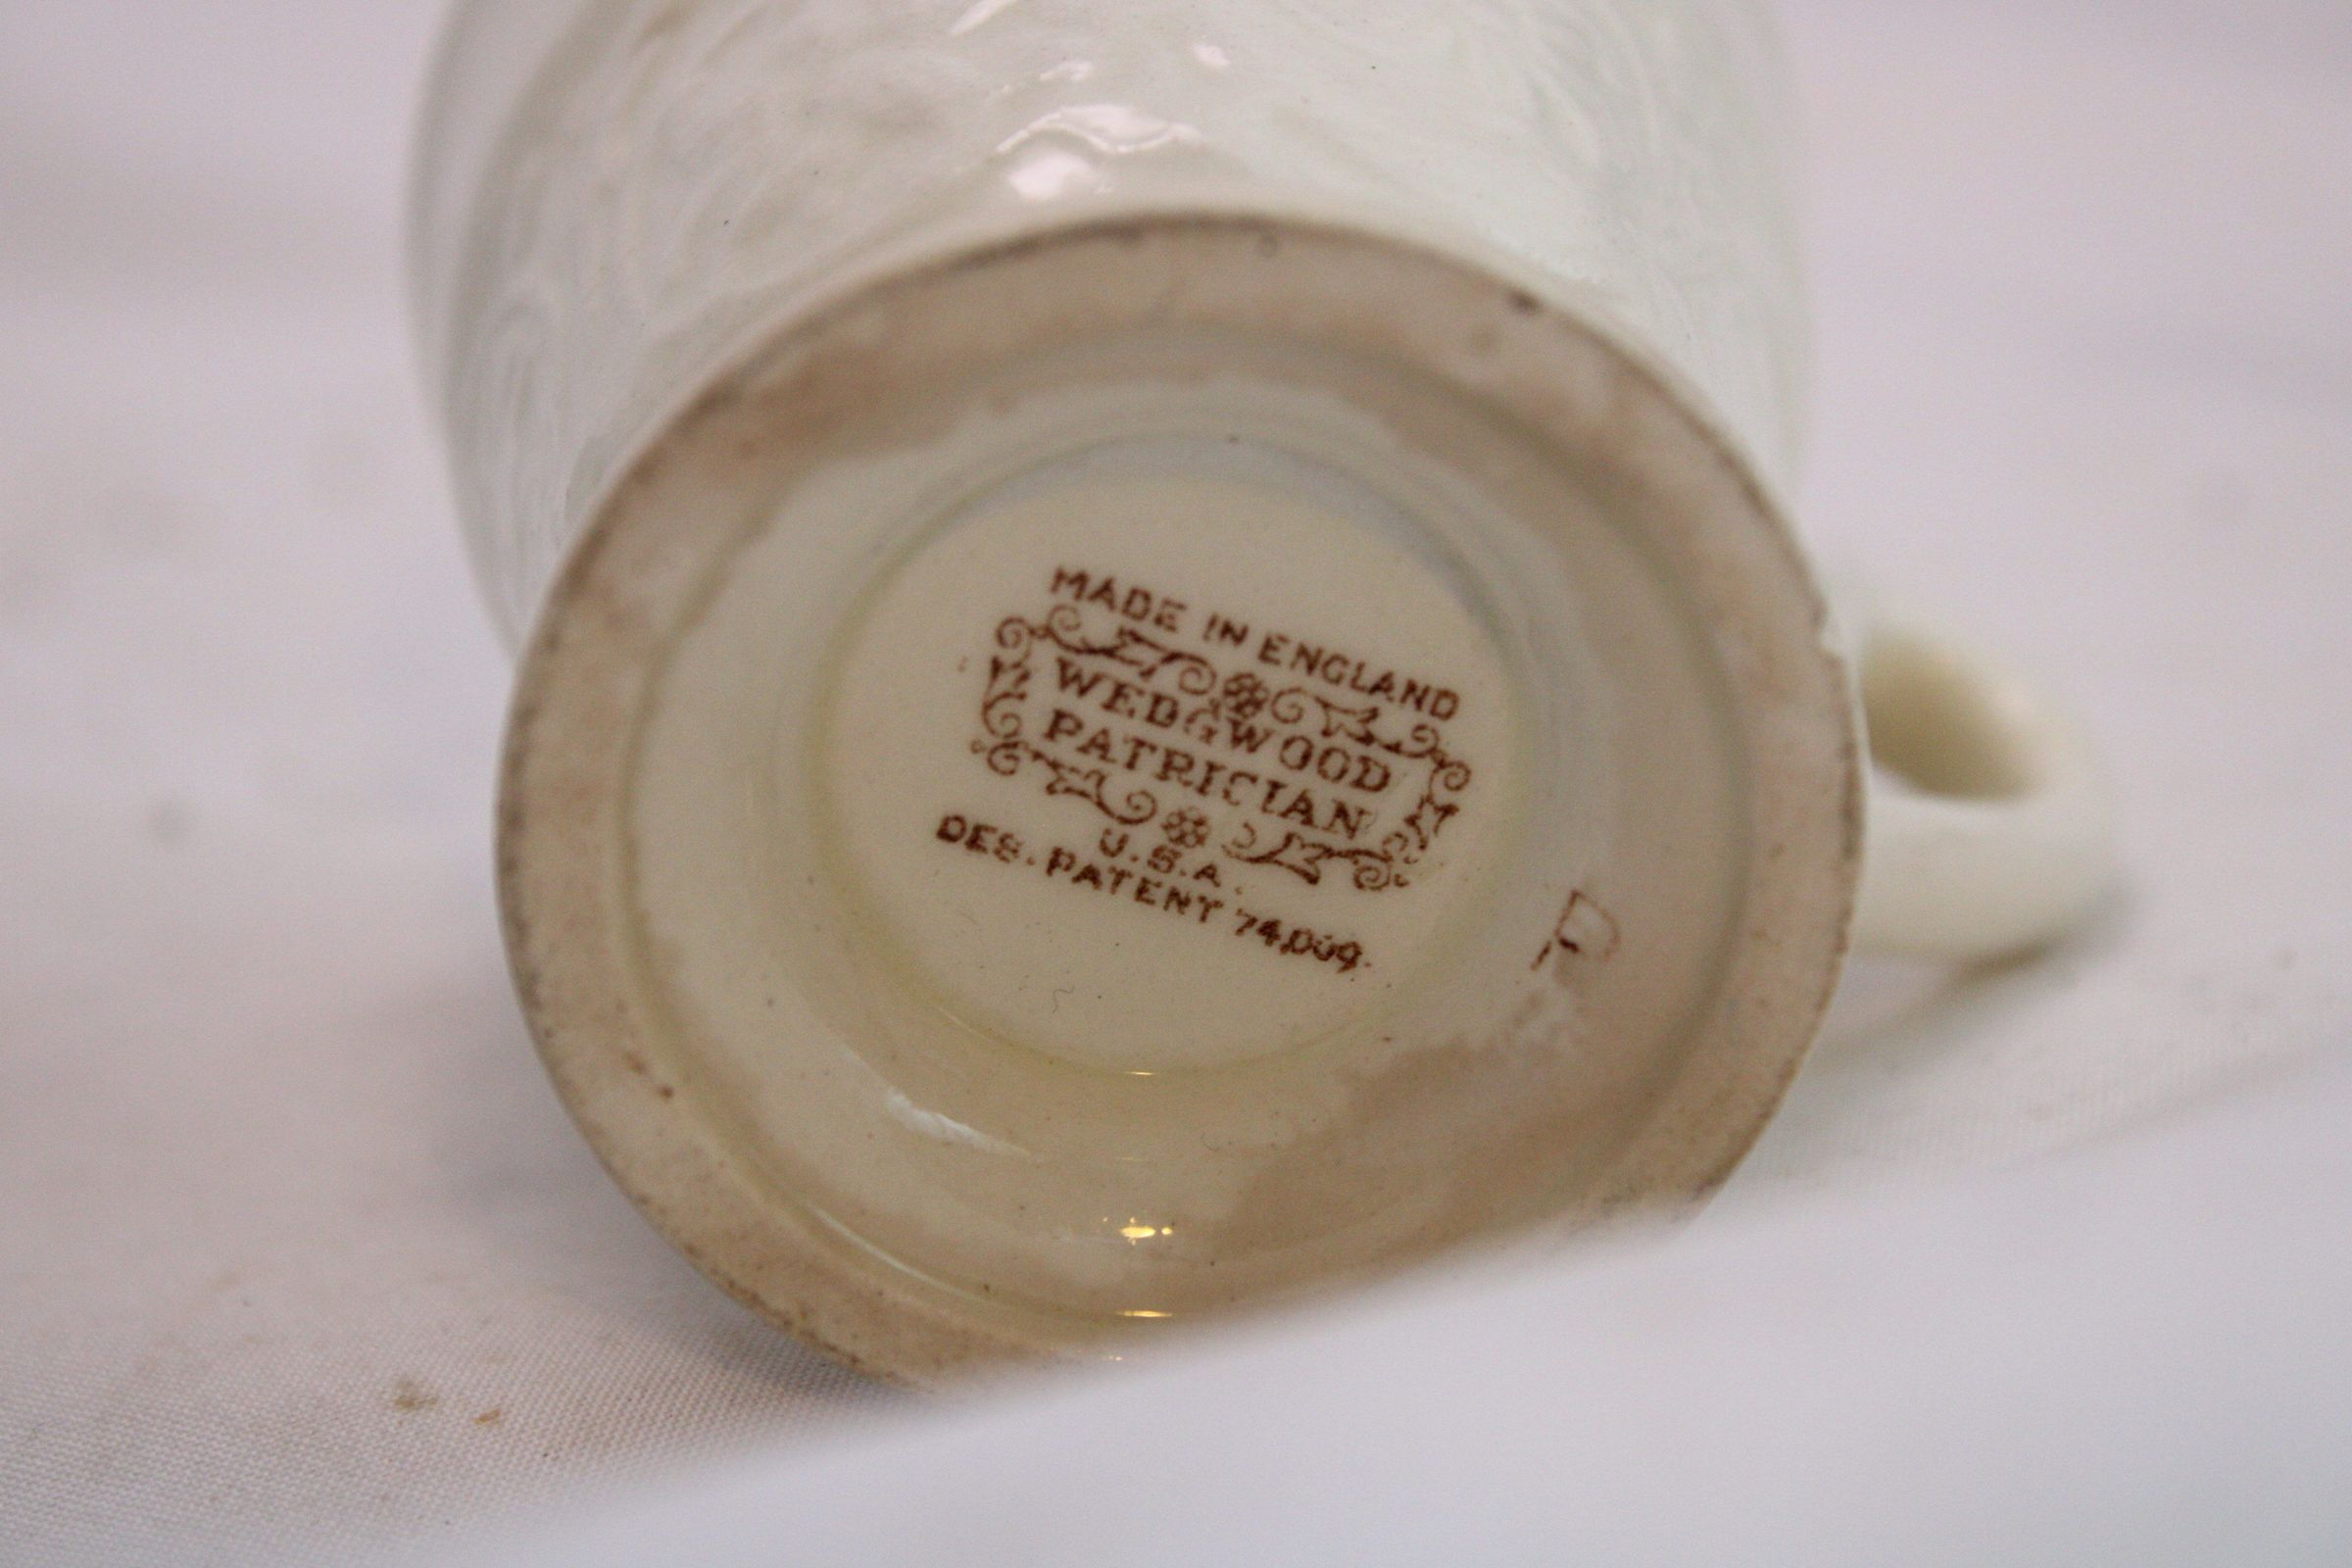 MADE IN ENGLAND
WEDGWOOD
PATRICIAN
U.S.A.
DES. PATENT 74,009.